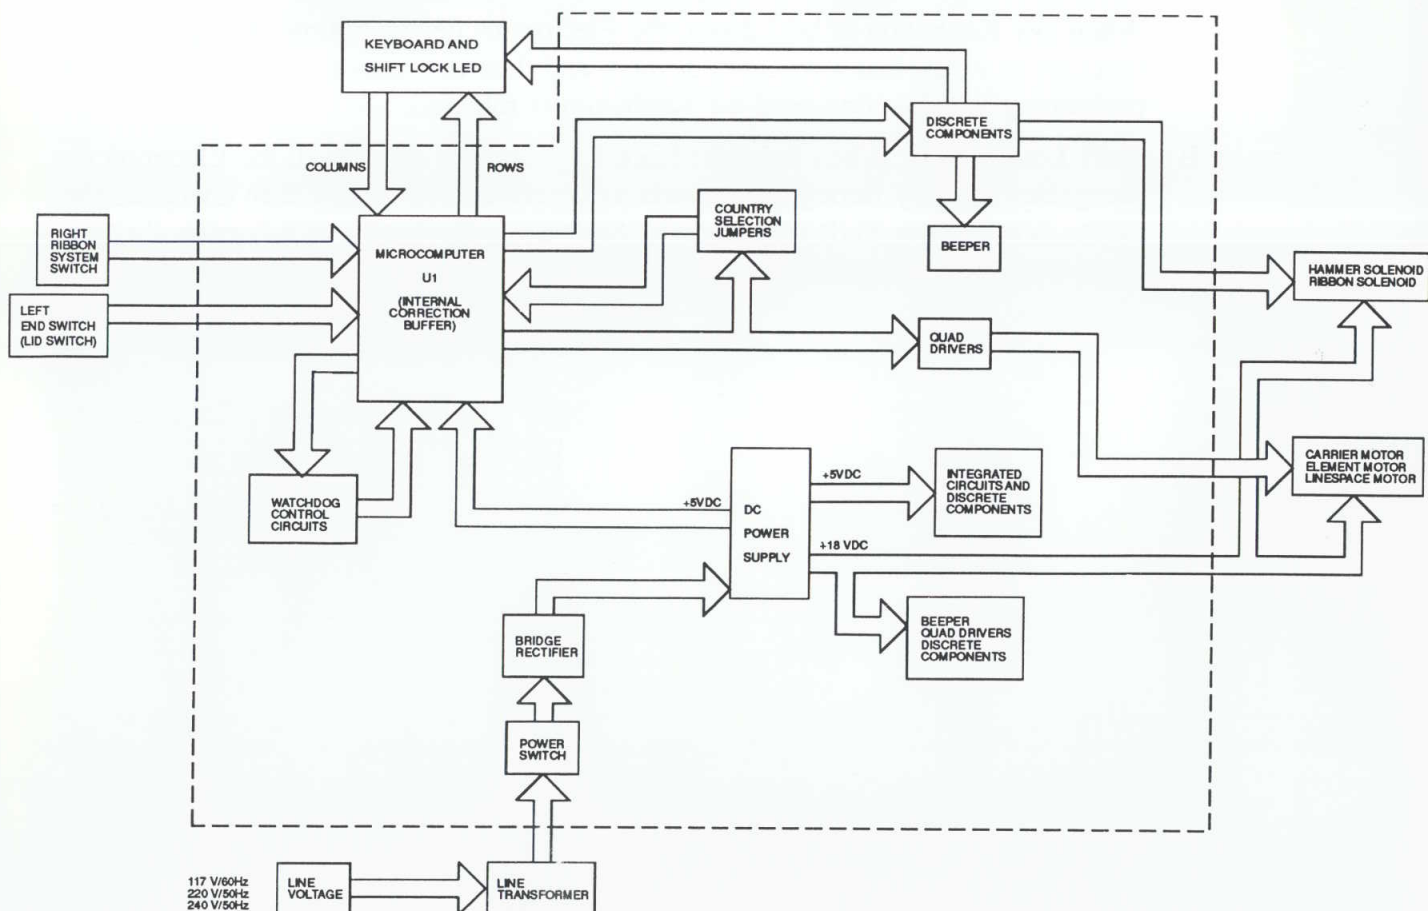 KEYBOARD AND
SHIFT LOCK LED
DISCRETE
COMPONENTS
COLUMNS
ROWS
RIGHT
RIBBON
SYSTEM
SWITCH
MICROCOMPUTER
U1
(INTERNAL
CORRECTION
BUFFER)
COUNTRY
SELECTION
JUMPERS
BEEPER
HAMMER SOLENOID
RIBBON SOLENOID
LEFT
END SWITCH
(LID SWITCH)
QUAD
DRIVERS
WATCHDOG
CONTROL
CIRCUITS
+5VDC
DC
POWER
SUPPLY
+5VDC
+18 VDC
INTEGRATED
CIRCUITS AND
DISCRETE
COMPONENTS
CARRIER MOTOR
ELEMENT MOTOR
LINESPACE MOTOR
BRIDGE
RECTIFIER
BEEPER
QUAD DRIVERS
DISCRETE
COMPONENTS
POWER
SWITCH
117 V/60Hz
220 V/50Hz
240 V/50Hz
LINE
VOLTAGE
LINE
TRANSFORMER